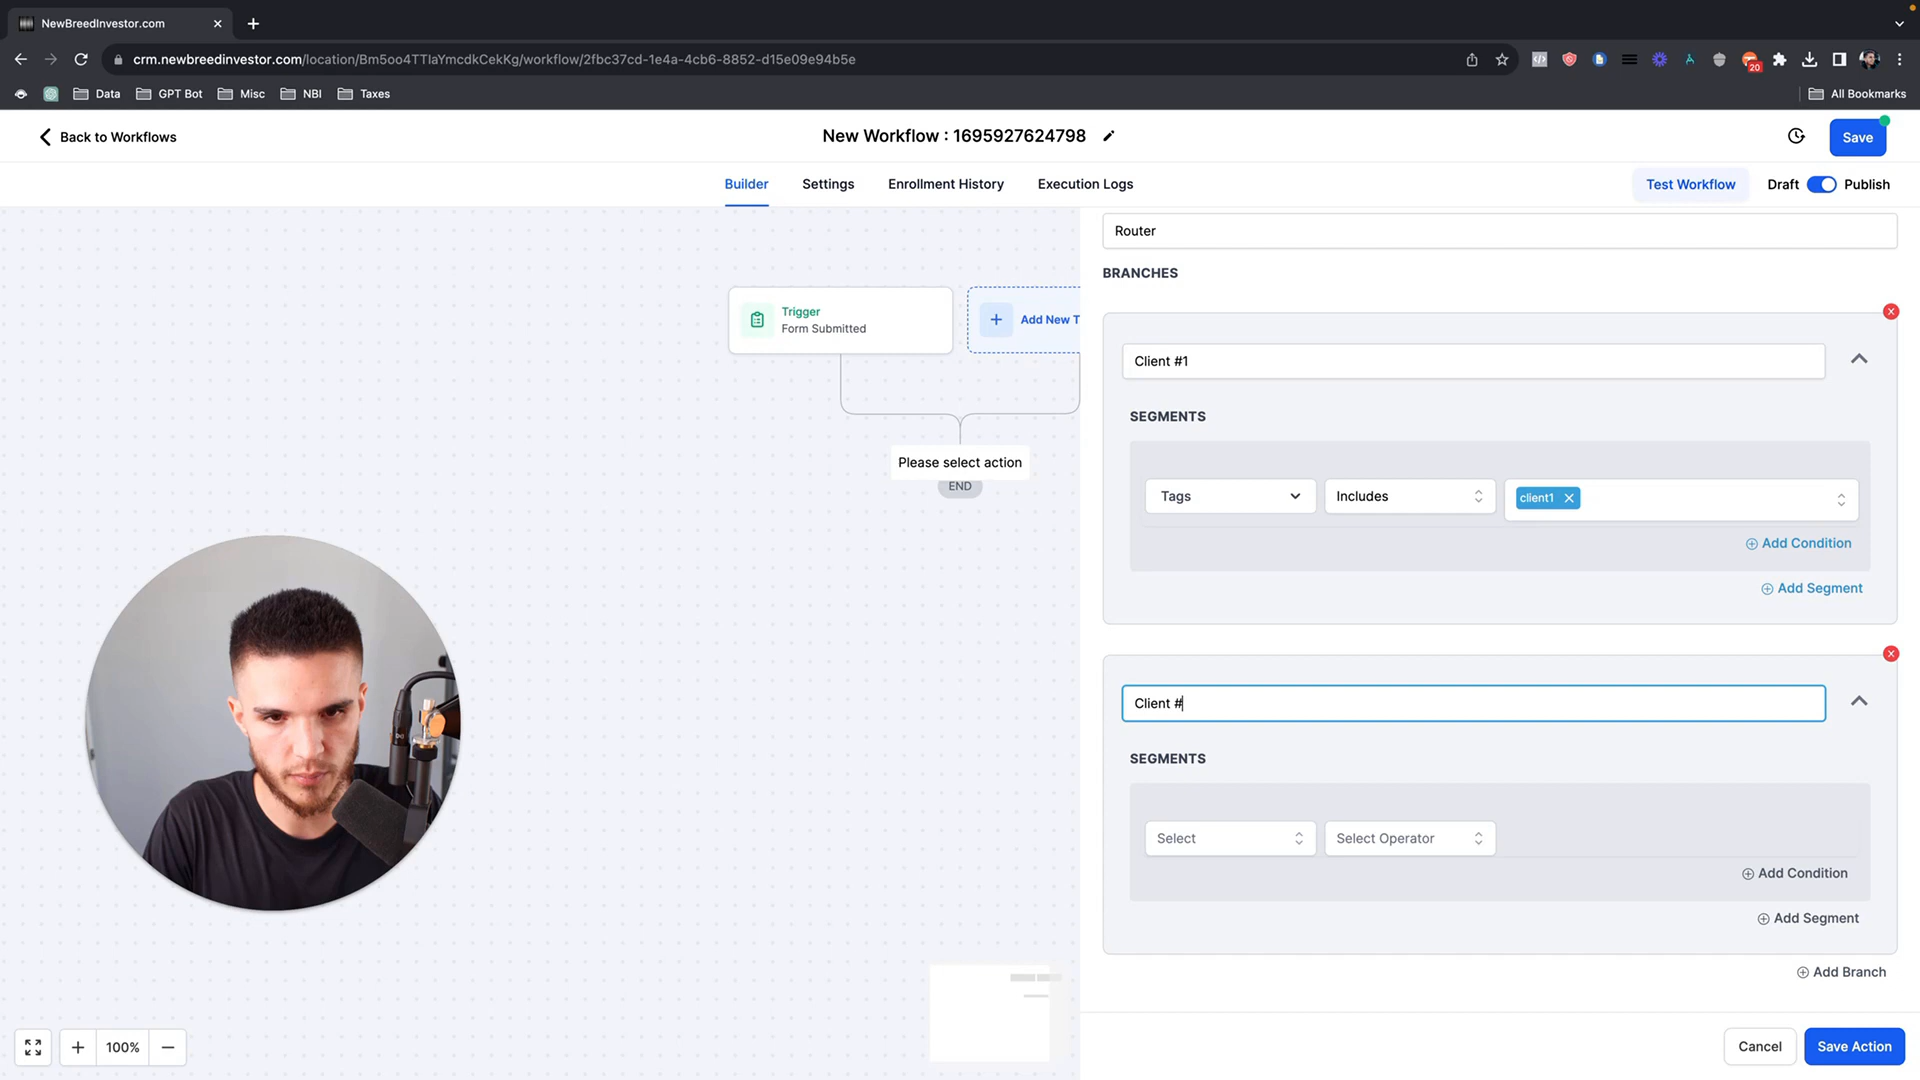 NewBreedInvestor.com
crm.newbreedinvestor.com/location/Bm5oo4TTIaYmcdkCekKg/workflow/2fbc37cd-1e4a-4cb6-8852-d15e09e94b5e
20
Data
GPT Bot
Misc
NBI
Taxes
All Bookmarks
Back to Workflows
New Workflow : 1695927624798
Save
Builder
Settings
Enrollment History
Execution Logs
Test Workflow
Draft
Publish
Router
BRANCHES
Trigger
Form Submitted
Add New T
Client #1
SEGMENTS
Please select action
END
Tags
Includes
client1
Add Condition
Add Segment
Client #
SEGMENTS
Select
Select Operator
Add Condition
Add Segment
Add Branch
100%
Cancel
Save Action